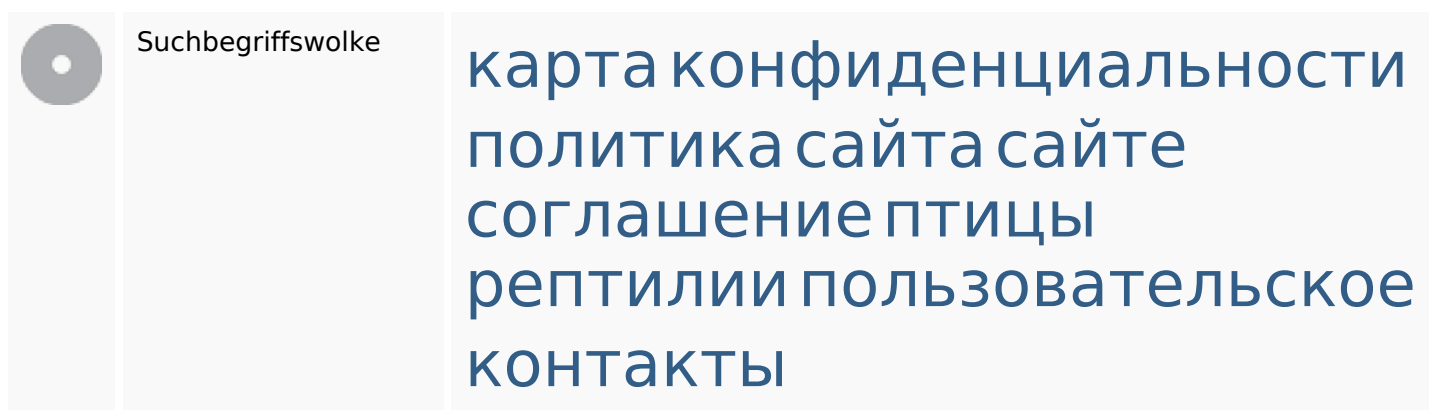 Suchbegriffswolke
карта конфиденциальности
политика сайта сайте
соглашение птицы
рептилии пользовательское
контакты